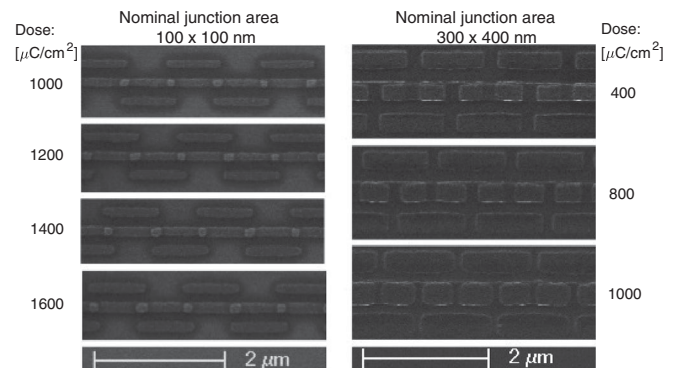 Nominal junction area
100 x 100 nm
Dose:
[μC/cm²]
1000
1200
1400
1600
2 μm
Nominal junction area
300 x 400 nm
Dose:
[μC/cm²]
400
800
1000
2 μm